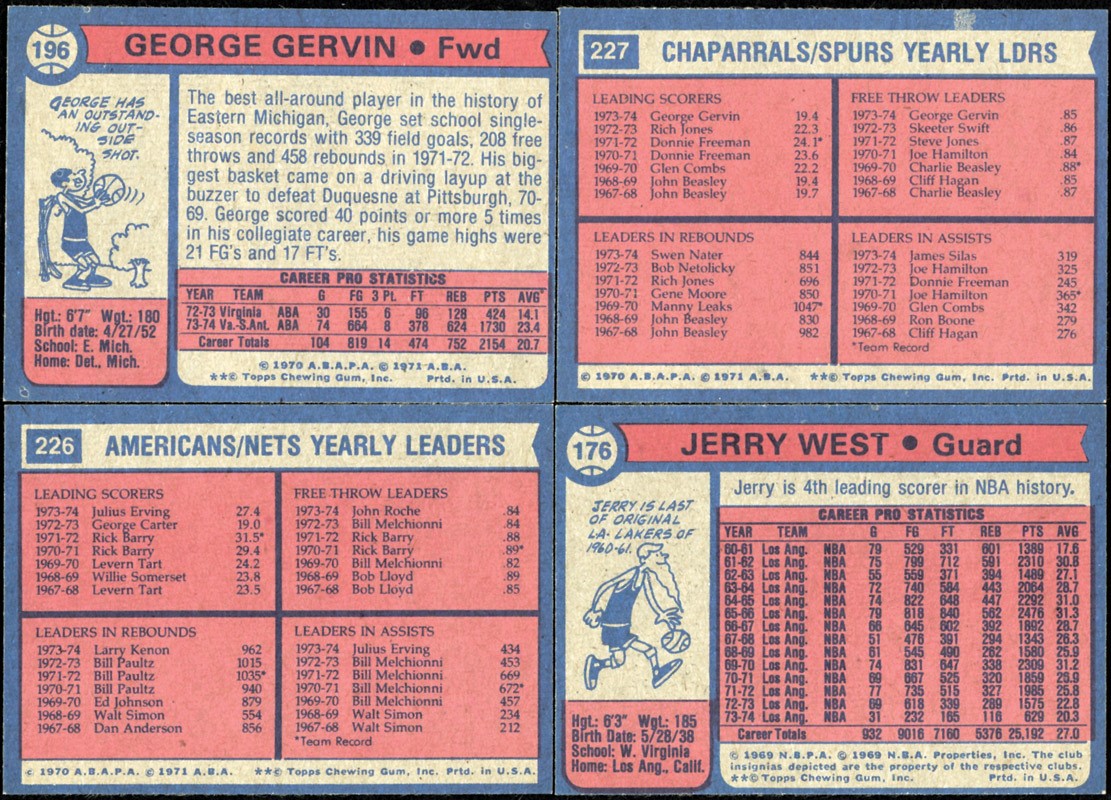 196
GEORGE GERVIN • Fwd
GEORGE HAS
AN OUTSTAND-
ING OUT-
SIDE
SHOT.
The best all-around player in the history of
Eastern Michigan, George set school single-
season records with 339 field goals, 208 free
throws and 458 rebounds in 1971-72. His big-
gest basket came on a driving layup at the
buzzer to defeat Duquesne at Pittsburgh, 70-
69. George scored 40 points or more 5 times
in his collegiate career, his game highs were
21 FG's and 17 FT's.
Hgt.: 6'7" Wgt.: 180
Birth date: 4/27/52
School: E. Mich.
Home: Det., Mich.
CAREER PRO STATISTICS
YEAR TEAM G FG 3 Pt. FT REB PTS AVG*
72-73 Virginia ABA 30 155 6 96 128 424 14.1
73-74 Va.-S.Ant. ABA 74 664 8 378 624 1730 23.4
Career Totals 104 819 14 474 752 2154 20.7
© 1970 A.B.A.P.A. © 1971 A.B.A.
**© Topps Chewing Gum, Inc. Prtd. in U.S.A.
227 CHAPARRALS/SPURS YEARLY LDRS
LEADING SCORERS
1973-74 George Gervin 19.4
1972-73 Rich Jones 22.3
1971-72 Donnie Freeman 24.1*
1970-71 Donnie Freeman 23.6
1969-70 Glen Combs 22.2
1968-69 John Beasley 19.4
1967-68 John Beasley 19.7
FREE THROW LEADERS
1973-74 George Gervin .85
1972-73 Skeeter Swift .86
1971-72 Steve Jones .87
1970-71 Joe Hamilton .84
1969-70 Charlie Beasley .88*
1968-69 Cliff Hagan .85
1967-68 Charlie Beasley .87
LEADERS IN REBOUNDS
1973-74 Swen Nater 844
1972-73 Bob Netolicky 851
1971-72 Rich Jones 696
1970-71 Gene Moore 850
1969-70 Manny Leaks 1047*
1968-69 John Beasley 830
1967-68 John Beasley 982
LEADERS IN ASSISTS
1973-74 James Silas 319
1972-73 Joe Hamilton 325
1971-72 Donnie Freeman 245
1970-71 Joe Hamilton 365*
1969-70 Glen Combs 342
1968-69 Ron Boone 279
1967-68 Cliff Hagan 276
*Team Record
© 1970 A.B.A.P.A. © 1971 A.B.A. **© Topps Chewing Gum, Inc. Prtd. in U.S.A.
226 AMERICANS/NETS YEARLY LEADERS
LEADING SCORERS
1973-74 Julius Erving 27.4
1972-73 George Carter 19.0
1971-72 Rick Barry 31.5*
1970-71 Rick Barry 29.4
1969-70 Levern Tart 24.2
1968-69 Willie Somerset 23.8
1967-68 Levern Tart 23.5
FREE THROW LEADERS
1973-74 John Roche .84
1972-73 Bill Melchionni .84
1971-72 Rick Barry .88
1970-71 Rick Barry .89*
1969-70 Bill Melchionni .82
1968-69 Bob Lloyd .89
1967-68 Bob Lloyd .85
LEADERS IN REBOUNDS
1973-74 Larry Kenon 962
1972-73 Bill Paultz 1015
1971-72 Bill Paultz 1035*
1970-71 Bill Paultz 940
1969-70 Ed Johnson 879
1968-69 Walt Simon 554
1967-68 Dan Anderson 856
LEADERS IN ASSISTS
1973-74 Julius Erving 434
1972-73 Bill Melchionni 453
1971-72 Bill Melchionni 669
1970-71 Bill Melchionni 672*
1969-70 Bill Melchionni 457
1968-69 Walt Simon 234
1967-68 Walt Simon 212
*Team Record
© 1970 A.B.A.P.A. © 1971 A.B.A. **© Topps Chewing Gum, Inc. Prtd. in U.S.A.
176
JERRY WEST • Guard
JERRY IS LAST
OF ORIGINAL
L.A. LAKERS OF
1960-61.
Jerry is 4th leading scorer in NBA history.
Hgt.: 6'3" Wgt.: 185
Birth Date: 5/28/38
School: W. Virginia
Home: Los Ang., Calif.
CAREER PRO STATISTICS
YEAR TEAM G FG FT REB PTS AVG
60-61 Los Ang. NBA 79 529 331 601 1389 17.6
61-62 Los Ang. NBA 75 799 712 591 2310 30.8
62-63 Los Ang. NBA 55 559 371 394 1489 27.1
63-64 Los Ang. NBA 72 740 584 443 2064 28.7
64-65 Los Ang. NBA 74 822 648 447 2292 31.0
65-66 Los Ang. NBA 79 818 840 562 2476 31.3
66-67 Los Ang. NBA 66 645 602 392 1892 28.7
67-68 Los Ang. NBA 51 476 391 294 1343 26.3
68-69 Los Ang. NBA 61 545 490 262 1580 25.9
69-70 Los Ang. NBA 74 831 647 338 2309 31.2
70-71 Los Ang. NBA 69 667 525 320 1859 25.9
71-72 Los Ang. NBA 77 735 515 327 1985 25.8
72-73 Los Ang. NBA 69 618 339 289 1575 22.8
73-74 Los Ang. NBA 31 232 165 116 629 20.3
Career Totals 932 9016 7160 5376 25,192 27.0
© 1969 N.B.P.A. © 1969 N.B.A. Properties, Inc. The club
insignias depicted are the property of the respective clubs.
**© Topps Chewing Gum, Inc. Prtd. in U.S.A.